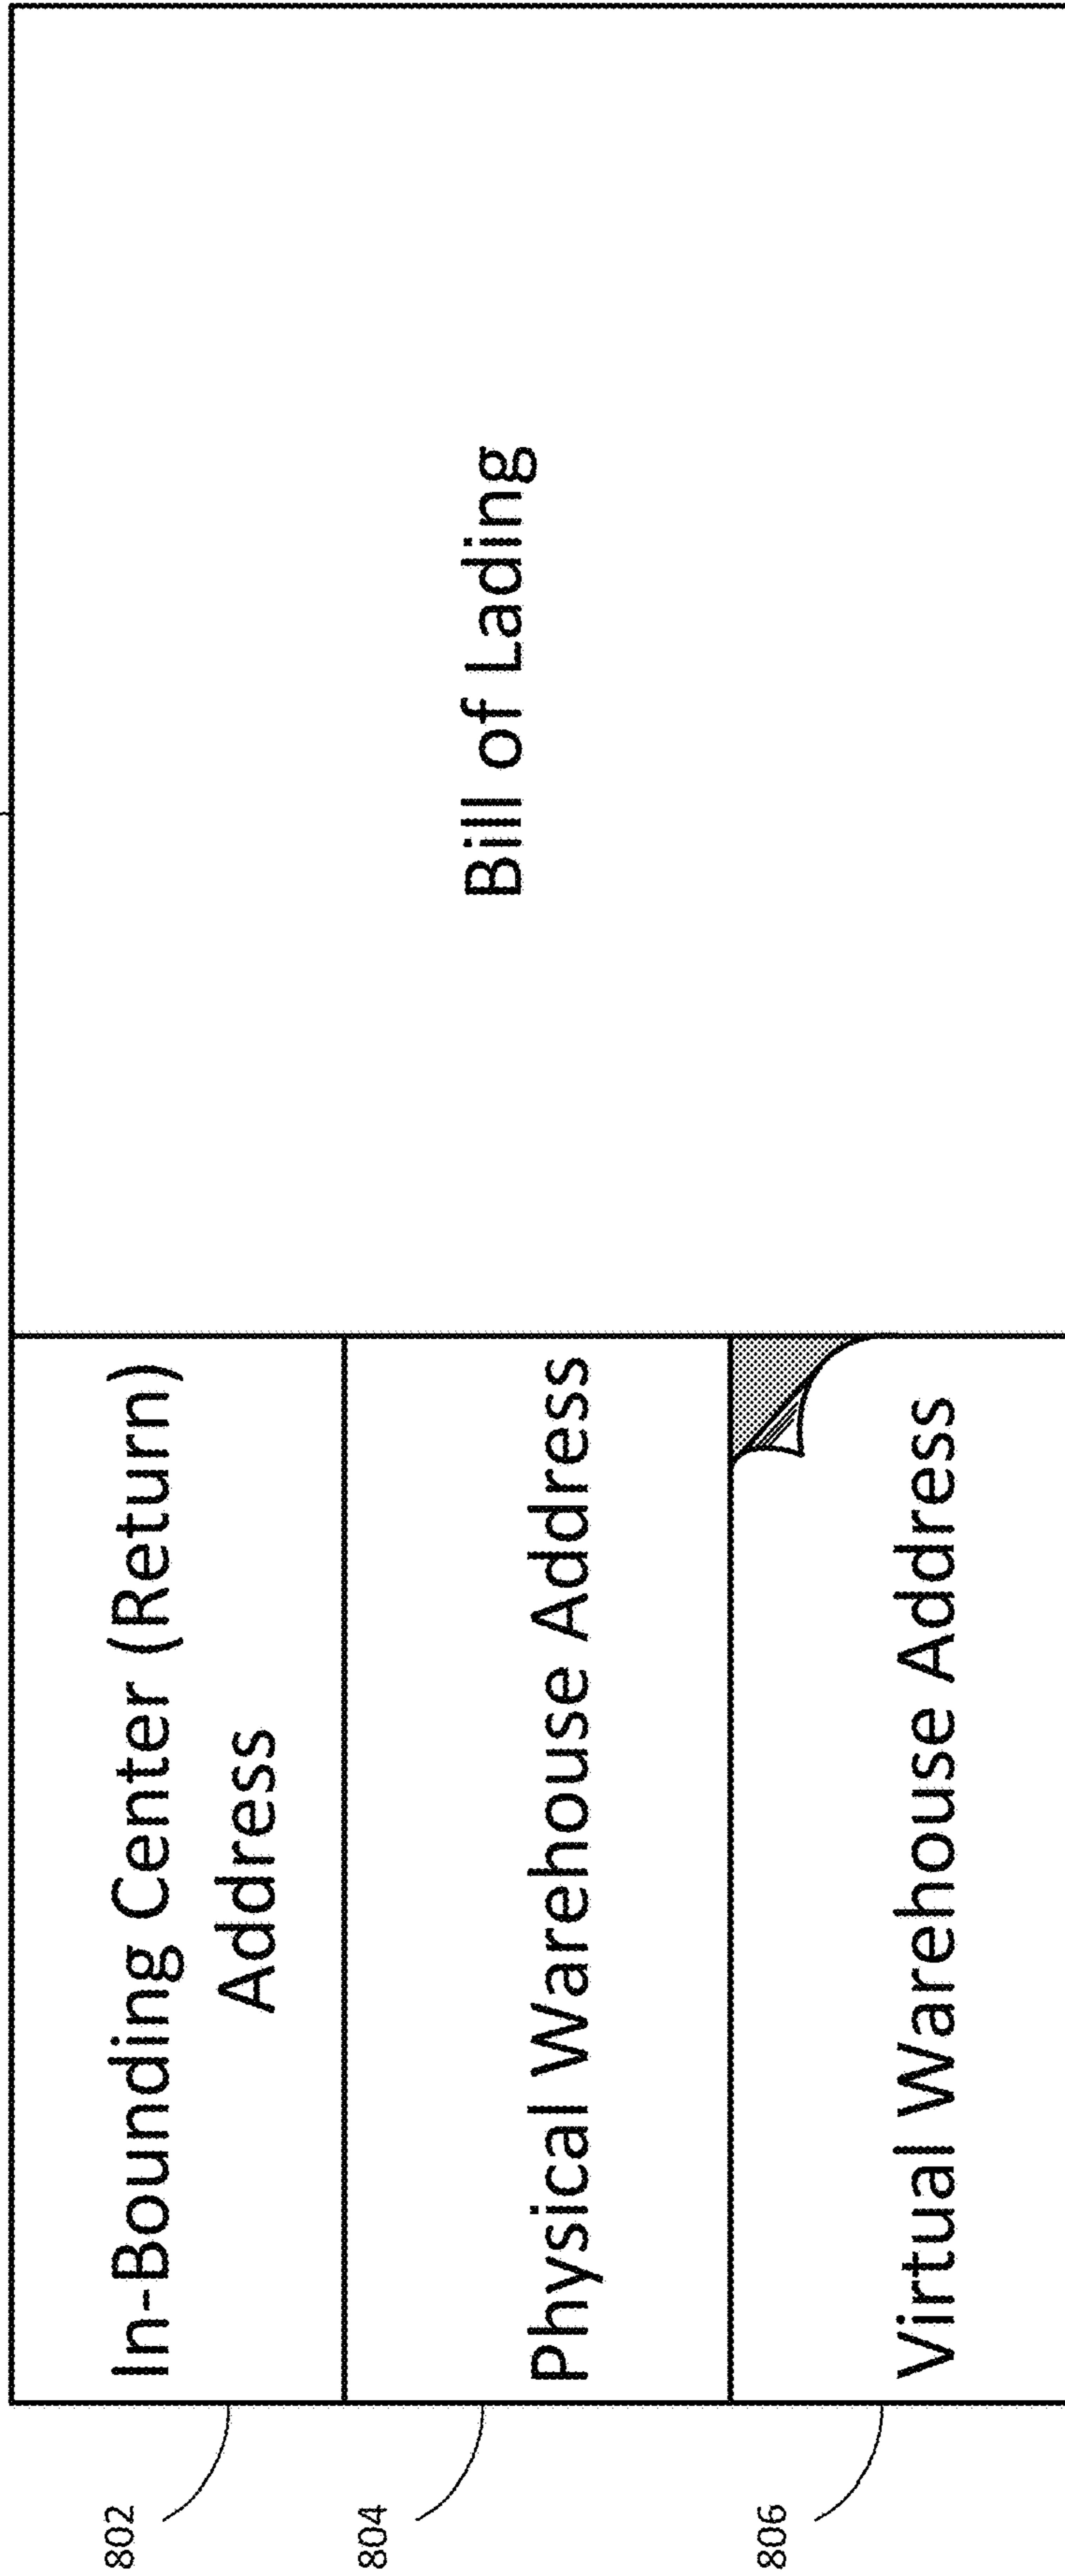 802
In-Bounding Center (Return)
Address
804
Physical Warehouse Address
806
Virtual Warehouse Address
Bill of Lading